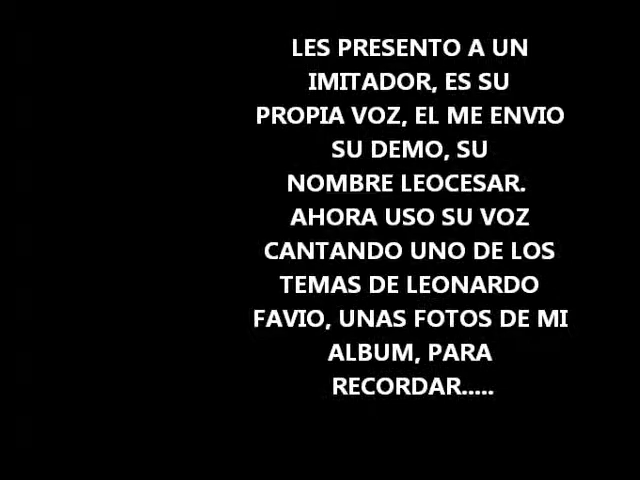 LES PRESENTO A UN
IMITADOR, ES SU
PROPIA VOZ, EL ME ENVIO
SU DEMO, SU
NOMBRE LEOCESAR.
AHORA USO SU VOZ
CANTANDO UNO DE LOS
TEMAS DE LEONARDO
FAVIO, UNAS FOTOS DE MI
ALBUM, PARA
RECORDAR.....